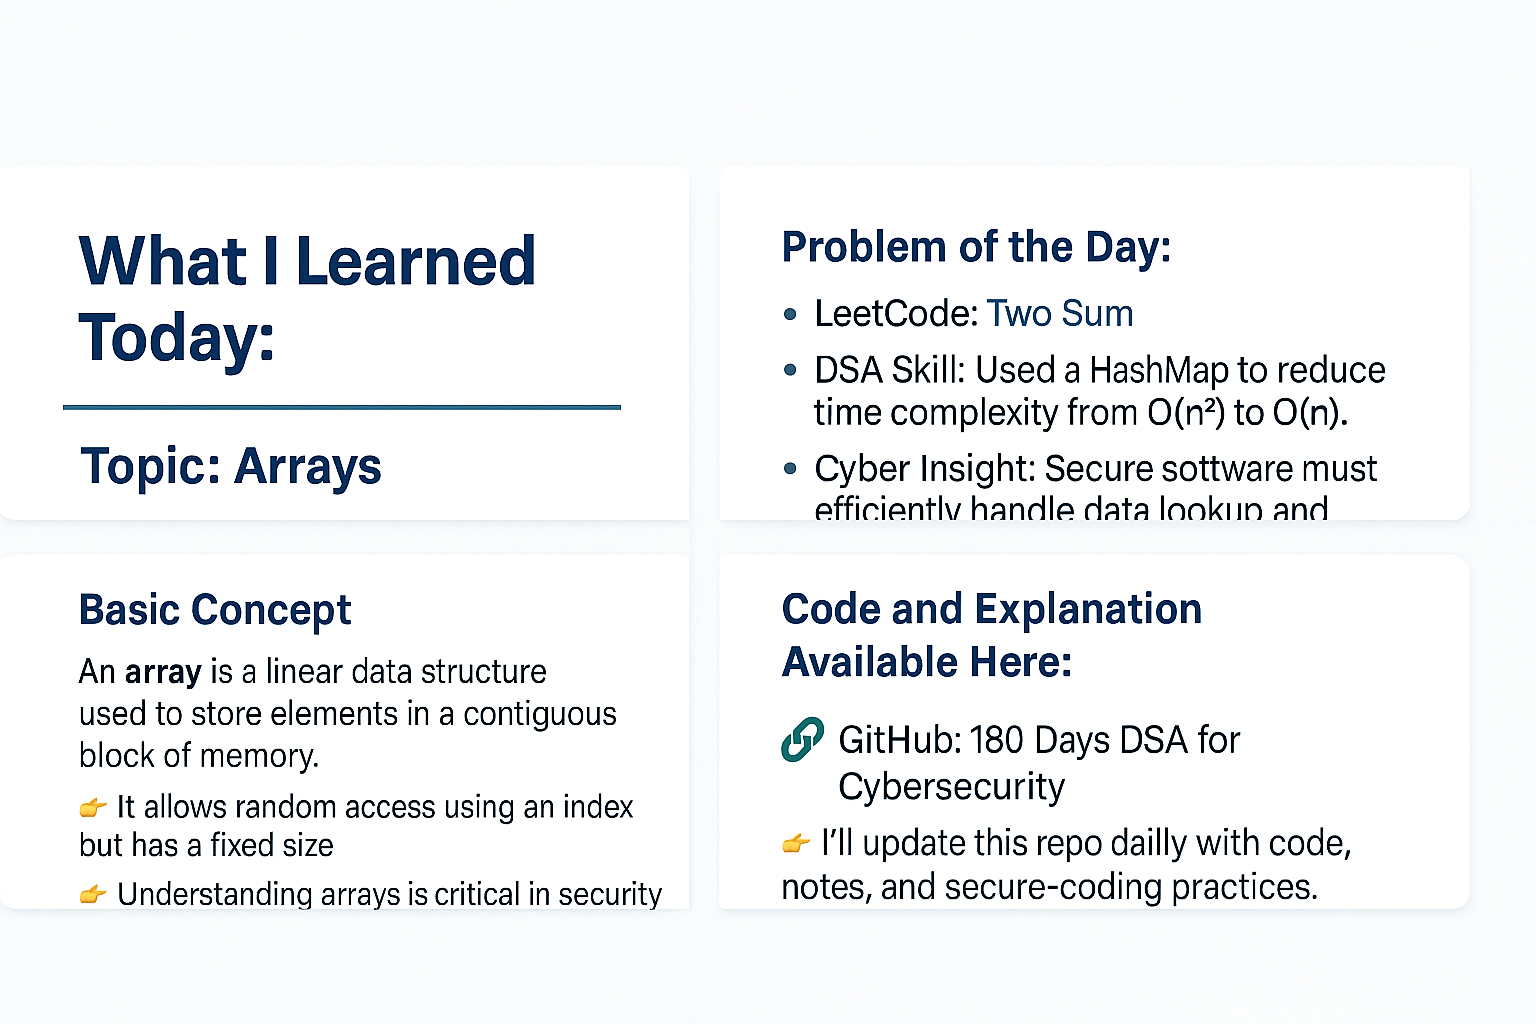 What I Learned
Today:
Topic: Arrays
Problem of the Day:
• LeetCode: Two Sum
• DSA Skill: Used a HashMap to reduce
time complexity from O(n²) to O(n).
• Cyber Insight: Secure sottware must
efficiently handle data lookup and
Basic Concept
An array is a linear data structure
used to store elements in a contiguous
block of memory.
👉 It allows random access using an index
but has a fixed size
👉 Understanding arrays is critical in security
Code and Explanation
Available Here:
🔗 GitHub: 180 Days DSA for
Cybersecurity
👉 I’ll update this repo dailly with code,
notes, and secure-coding practices.